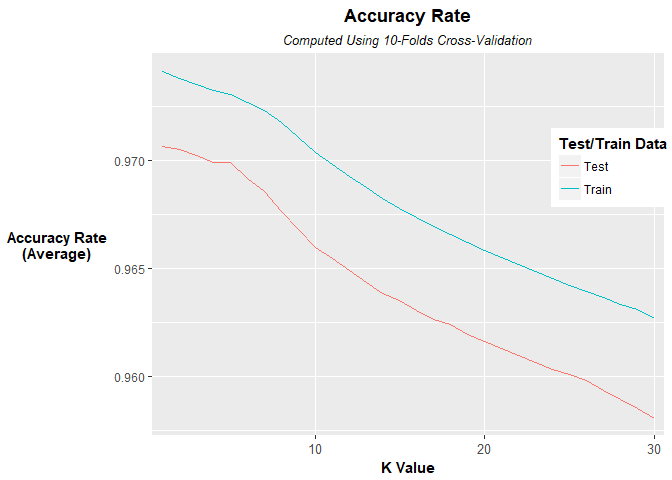 Accuracy Rate
Computed Using 10-Folds Cross-Validation
Test/Train Data
Test
Train
Accuracy Rate
(Average)
0.970
0.965
0.960
10
20
30
K Value